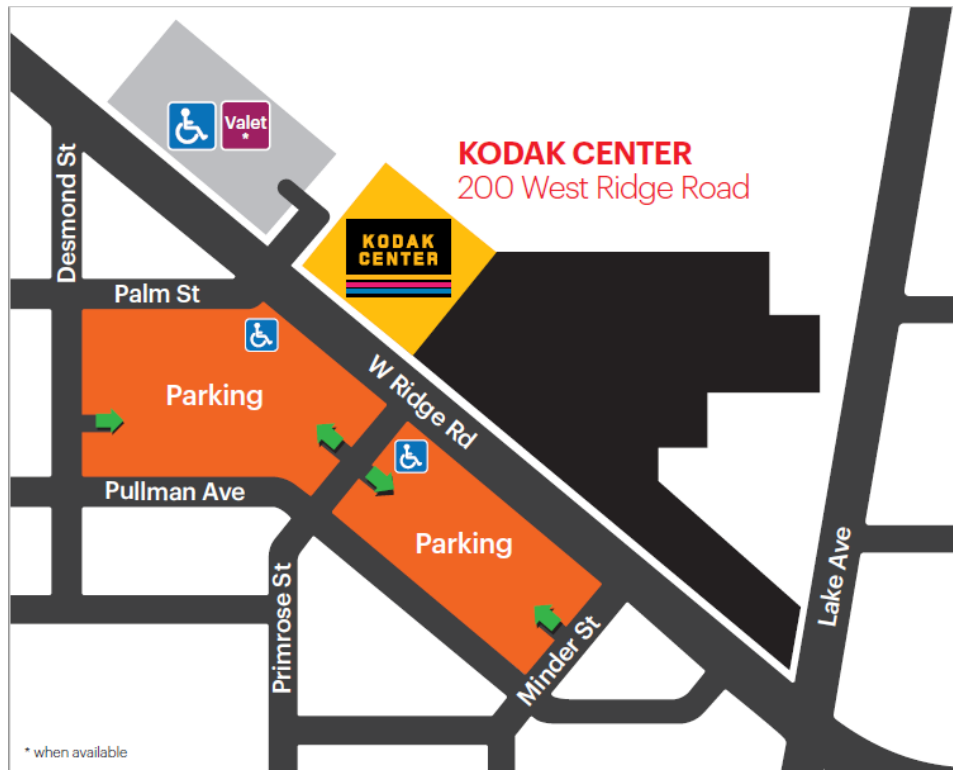 Valet
*
KODAK CENTER
200 West Ridge Road
Desmond St
KODAK
CENTER
Palm St
W Ridge Rd
Parking
Pullman Ave
Parking
Primrose St
Minder St
Lake Ave
* when available